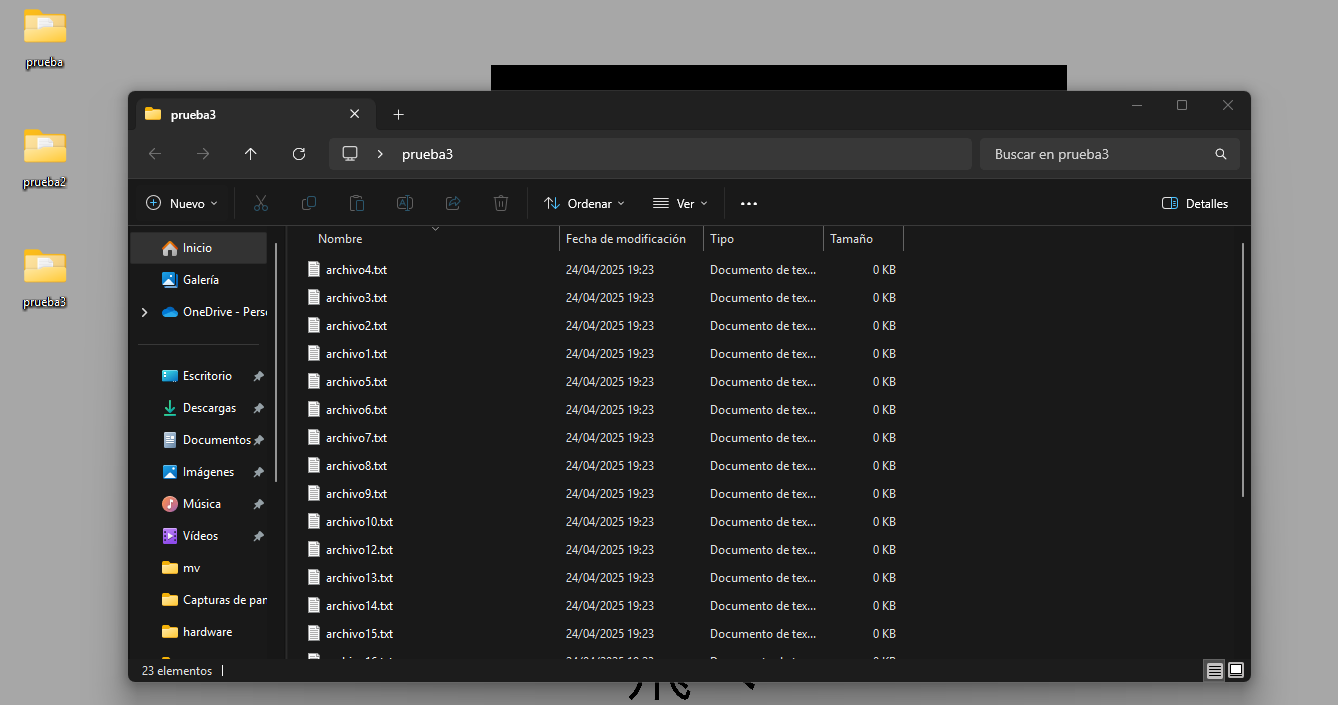 prueba
prueba2
prueba3
prueba3
prueba3
Buscar en prueba3
Nuevo
Ordenar
Ver
Detalles
Inicio
Galería
OneDrive - Pers
Escritorio
Descargas
Documentos
Imágenes
Música
Vídeos
mv
Capturas de pan
hardware
Nombre Fecha de modificación Tipo Tamaño
archivo4.txt 24/04/2025 19:23 Documento de tex... 0 KB
archivo3.txt 24/04/2025 19:23 Documento de tex... 0 KB
archivo2.txt 24/04/2025 19:23 Documento de tex... 0 KB
archivo1.txt 24/04/2025 19:23 Documento de tex... 0 KB
archivo5.txt 24/04/2025 19:23 Documento de tex... 0 KB
archivo6.txt 24/04/2025 19:23 Documento de tex... 0 KB
archivo7.txt 24/04/2025 19:23 Documento de tex... 0 KB
archivo8.txt 24/04/2025 19:23 Documento de tex... 0 KB
archivo9.txt 24/04/2025 19:23 Documento de tex... 0 KB
archivo10.txt 24/04/2025 19:23 Documento de tex... 0 KB
archivo12.txt 24/04/2025 19:23 Documento de tex... 0 KB
archivo13.txt 24/04/2025 19:23 Documento de tex... 0 KB
archivo14.txt 24/04/2025 19:23 Documento de tex... 0 KB
archivo15.txt 24/04/2025 19:23 Documento de tex... 0 KB
23 elementos